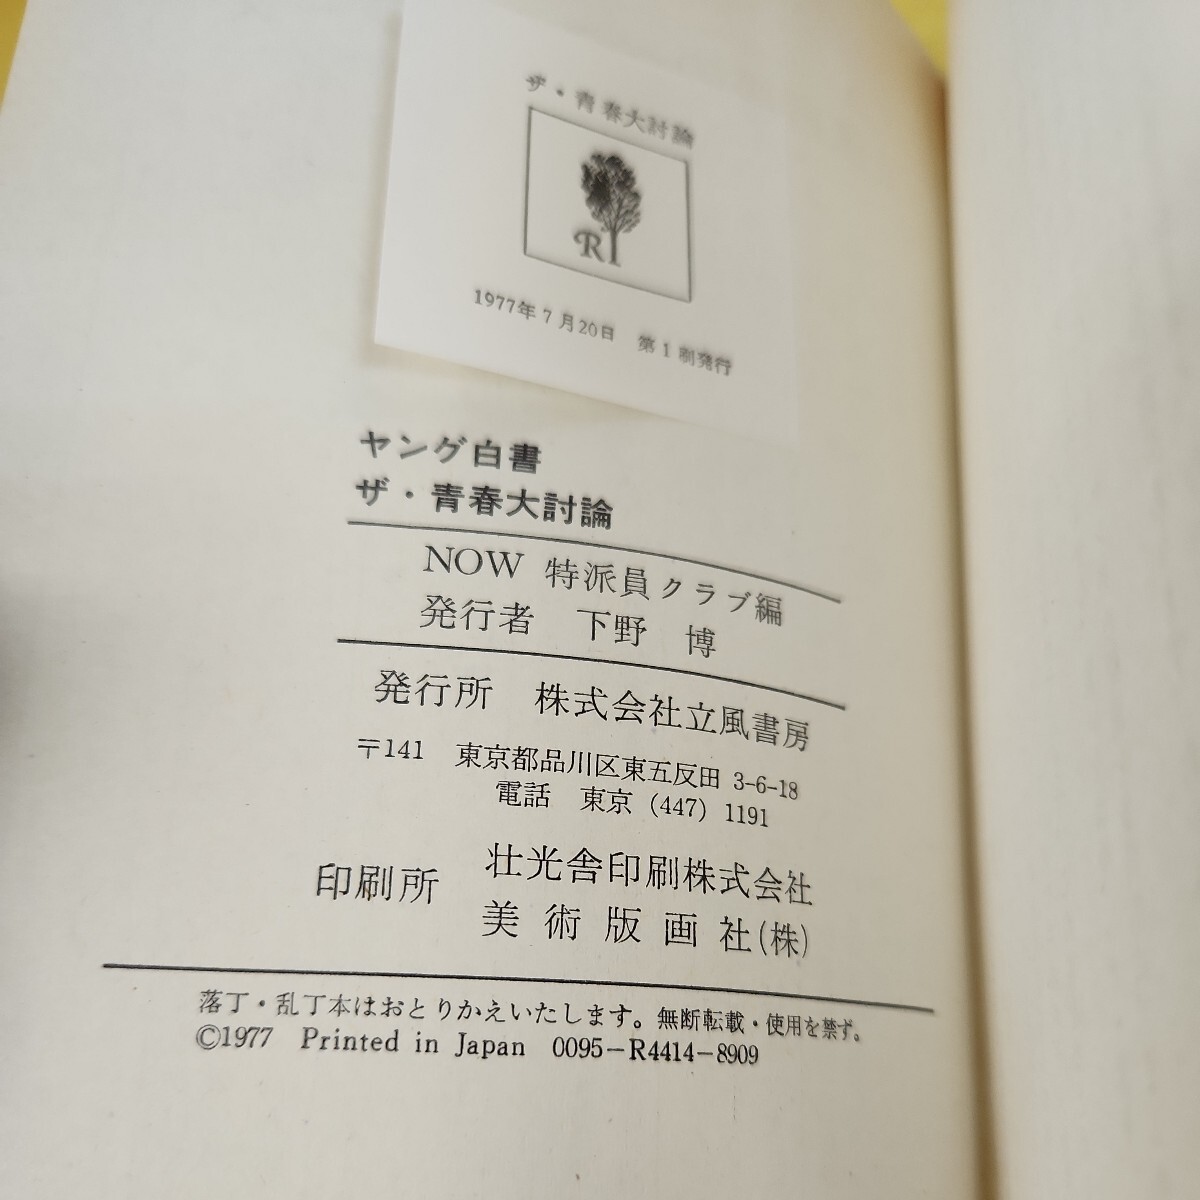 ザ・青春大討論
R
1977年7月20日 第1刷発行
ヤング白書
ザ・青春大討論
NOW 特派員クラブ編
発行者 下野 博
発行所 株式会社立風書房
〒141 東京都品川区東五反田 3-6-18
電話 東京 (447) 1191
印刷所 壮光舎印刷株式会社
美術版画社(株)
落丁・乱丁本はおとりかえいたします。無断転載・使用を禁ず。
©1977 Printed in Japan 0095-R4414-8909